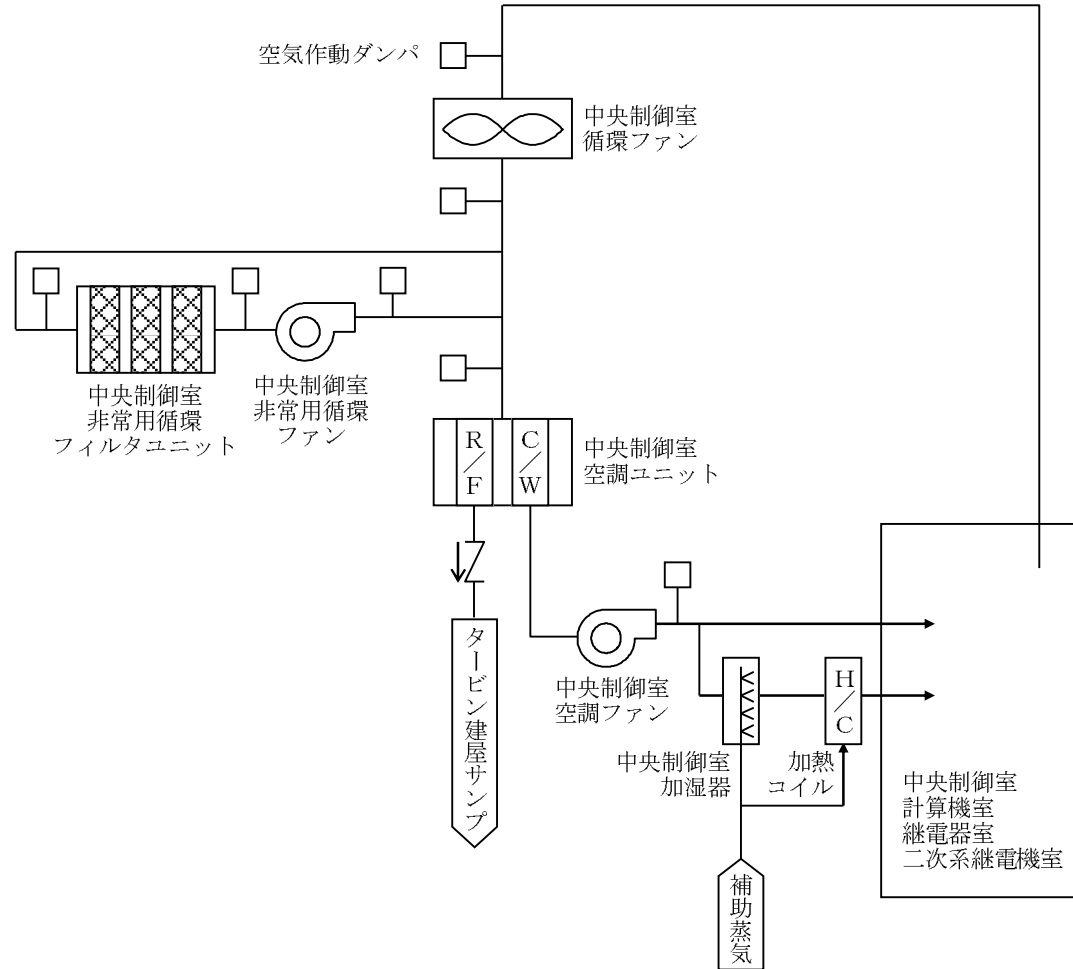 空気作動ダンパ
中央制御室
循環ファン
中央制御室
非常用循環
フィルタユニット
中央制御室
非常用循環
ファン
R/F
C/W
中央制御室
空調ユニット
タービン建屋サンプ
中央制御室
空調ファン
H/C
中央制御室
加湿器
加熱
コイル
中央制御室
計算機室
継電器室
二次系継電機室
補助蒸気